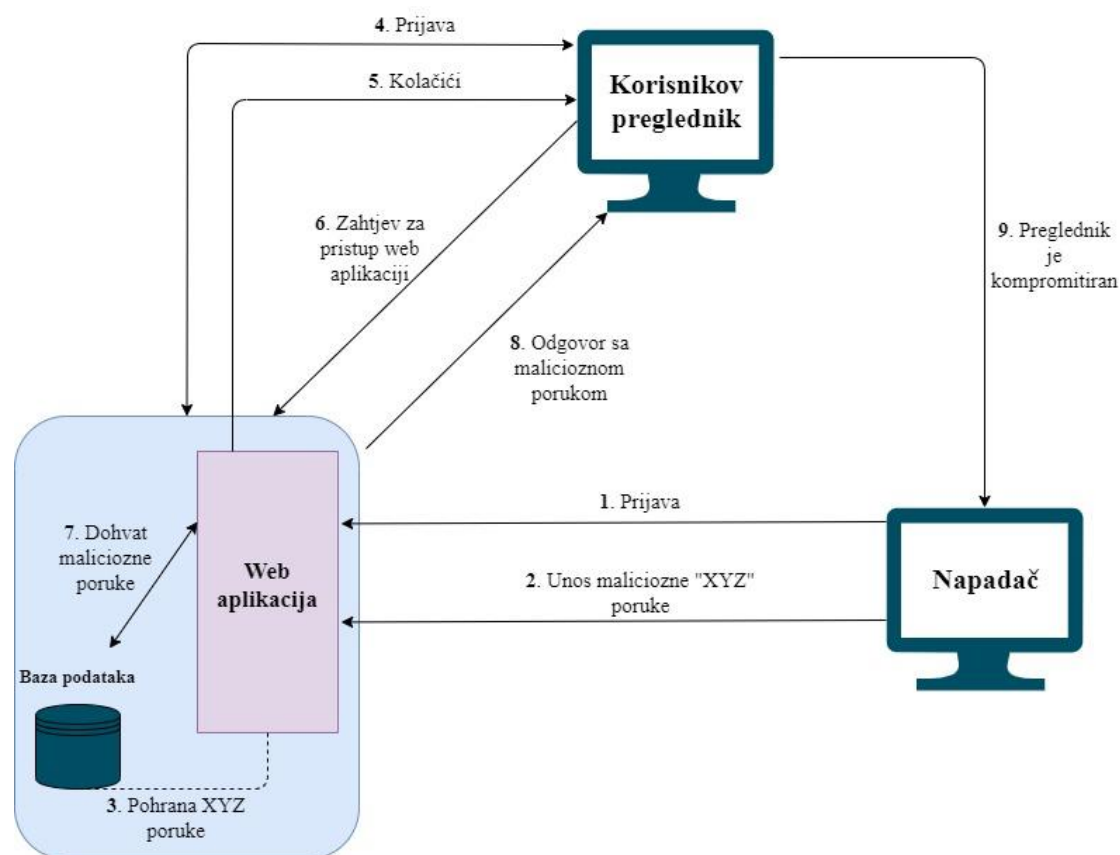 4. Prijava
5. Kolačići
Korisnikov
preglednik
6. Zahtjev za
pristup web
aplikaciji
9. Preglednik
je
kompromitiran
8. Odgovor sa
malicioznom
porukom
1. Prijava
7. Dohvat
maliciozne
poruke
Web
aplikacija
2. Unos maliciozne "XYZ"
poruke
Napadač
Baza podataka
3. Pohrana XYZ
poruke